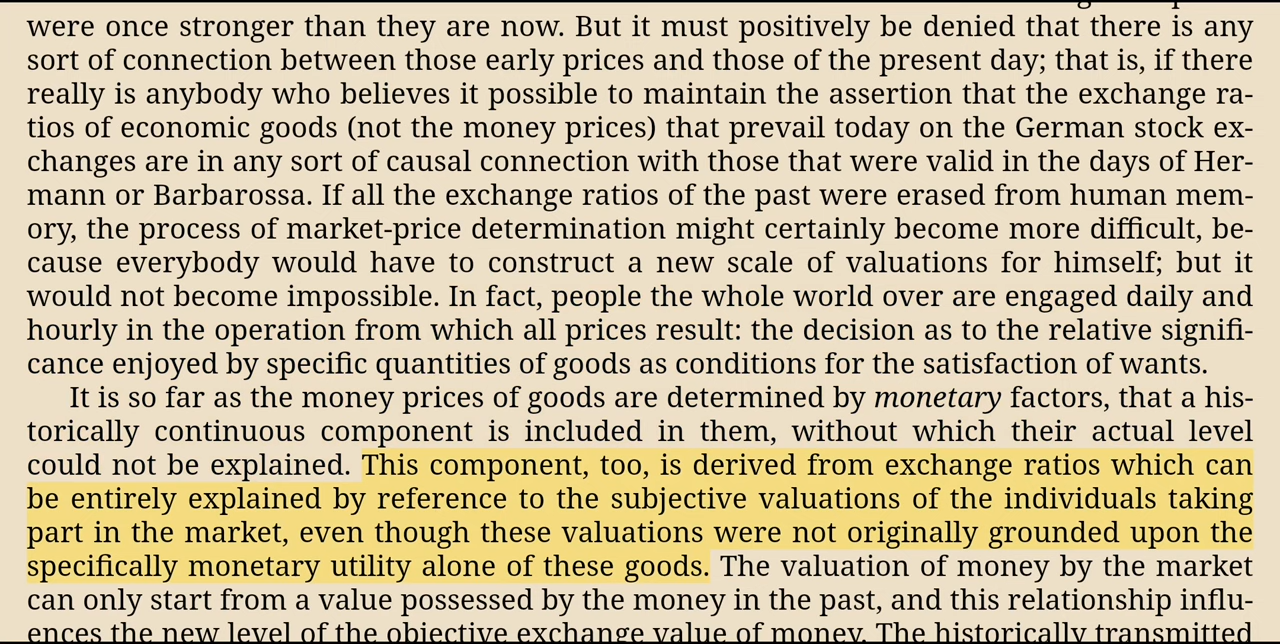 were once stronger than they are now. But it must positively be denied that there is any
sort of connection between those early prices and those of the present day; that is, if there
really is anybody who believes it possible to maintain the assertion that the exchange ra-
tios of economic goods (not the money prices) that prevail today on the German stock ex-
changes are in any sort of causal connection with those that were valid in the days of Her-
mann or Barbarossa. If all the exchange ratios of the past were erased from human mem-
ory, the process of market-price determination might certainly become more difficult, be-
cause everybody would have to construct a new scale of valuations for himself; but it
would not become impossible. In fact, people the whole world over are engaged daily and
hourly in the operation from which all prices result: the decision as to the relative signifi-
cance enjoyed by specific quantities of goods as conditions for the satisfaction of wants.
It is so far as the money prices of goods are determined by monetary factors, that a his-
torically continuous component is included in them, without which their actual level
could not be explained. This component, too, is derived from exchange ratios which can
be entirely explained by reference to the subjective valuations of the individuals taking
part in the market, even though these valuations were not originally grounded upon the
specifically monetary utility alone of these goods. The valuation of money by the market
can only start from a value possessed by the money in the past, and this relationship influ-
ences the new level of the objective exchange value of money. The historically transmitted